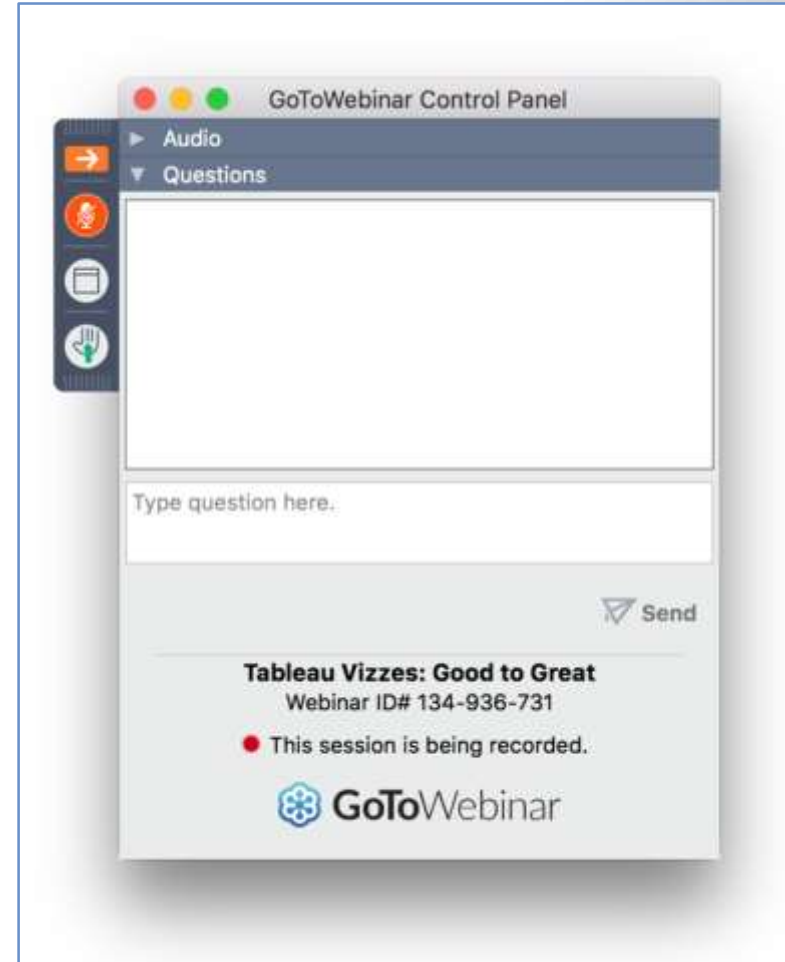 GoToWebinar Control Panel
Audio
Questions
Type question here.
Send
Tableau Vizzes: Good to Great
Webinar ID# 134-936-731
This session is being recorded.
GoToWebinar